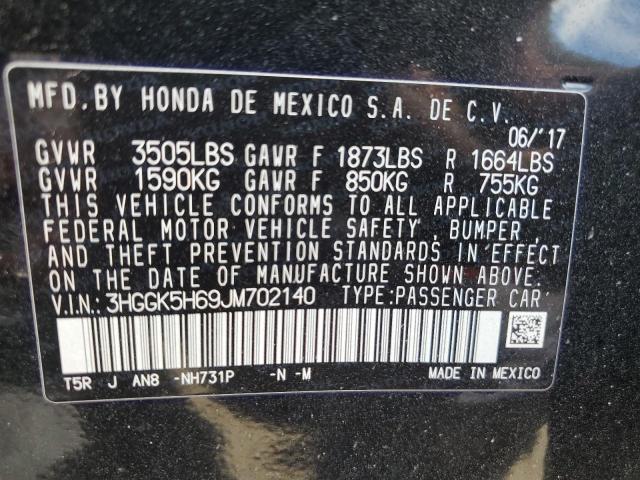 MFD. BY HONDA DE MEXICO S.A. DE C.V.
06/'17
GVWR 3505LBS GAWR F 1873LBS R 1664LBS
GVWR 1590KG GAWR F 850KG R 755KG
THIS VEHICLE CONFORMS TO ALL APPLICABLE
FEDERAL MOTOR VEHICLE SAFETY, BUMPER,
AND THEFT PREVENTION STANDARDS IN EFFECT
ON THE DATE OF MANUFACTURE SHOWN ABOVE.
V.I.N.: 3HGGK5H69JM702140 TYPE: PASSENGER CAR
T5R J AN8 -NH731P -N -M
MADE IN MEXICO